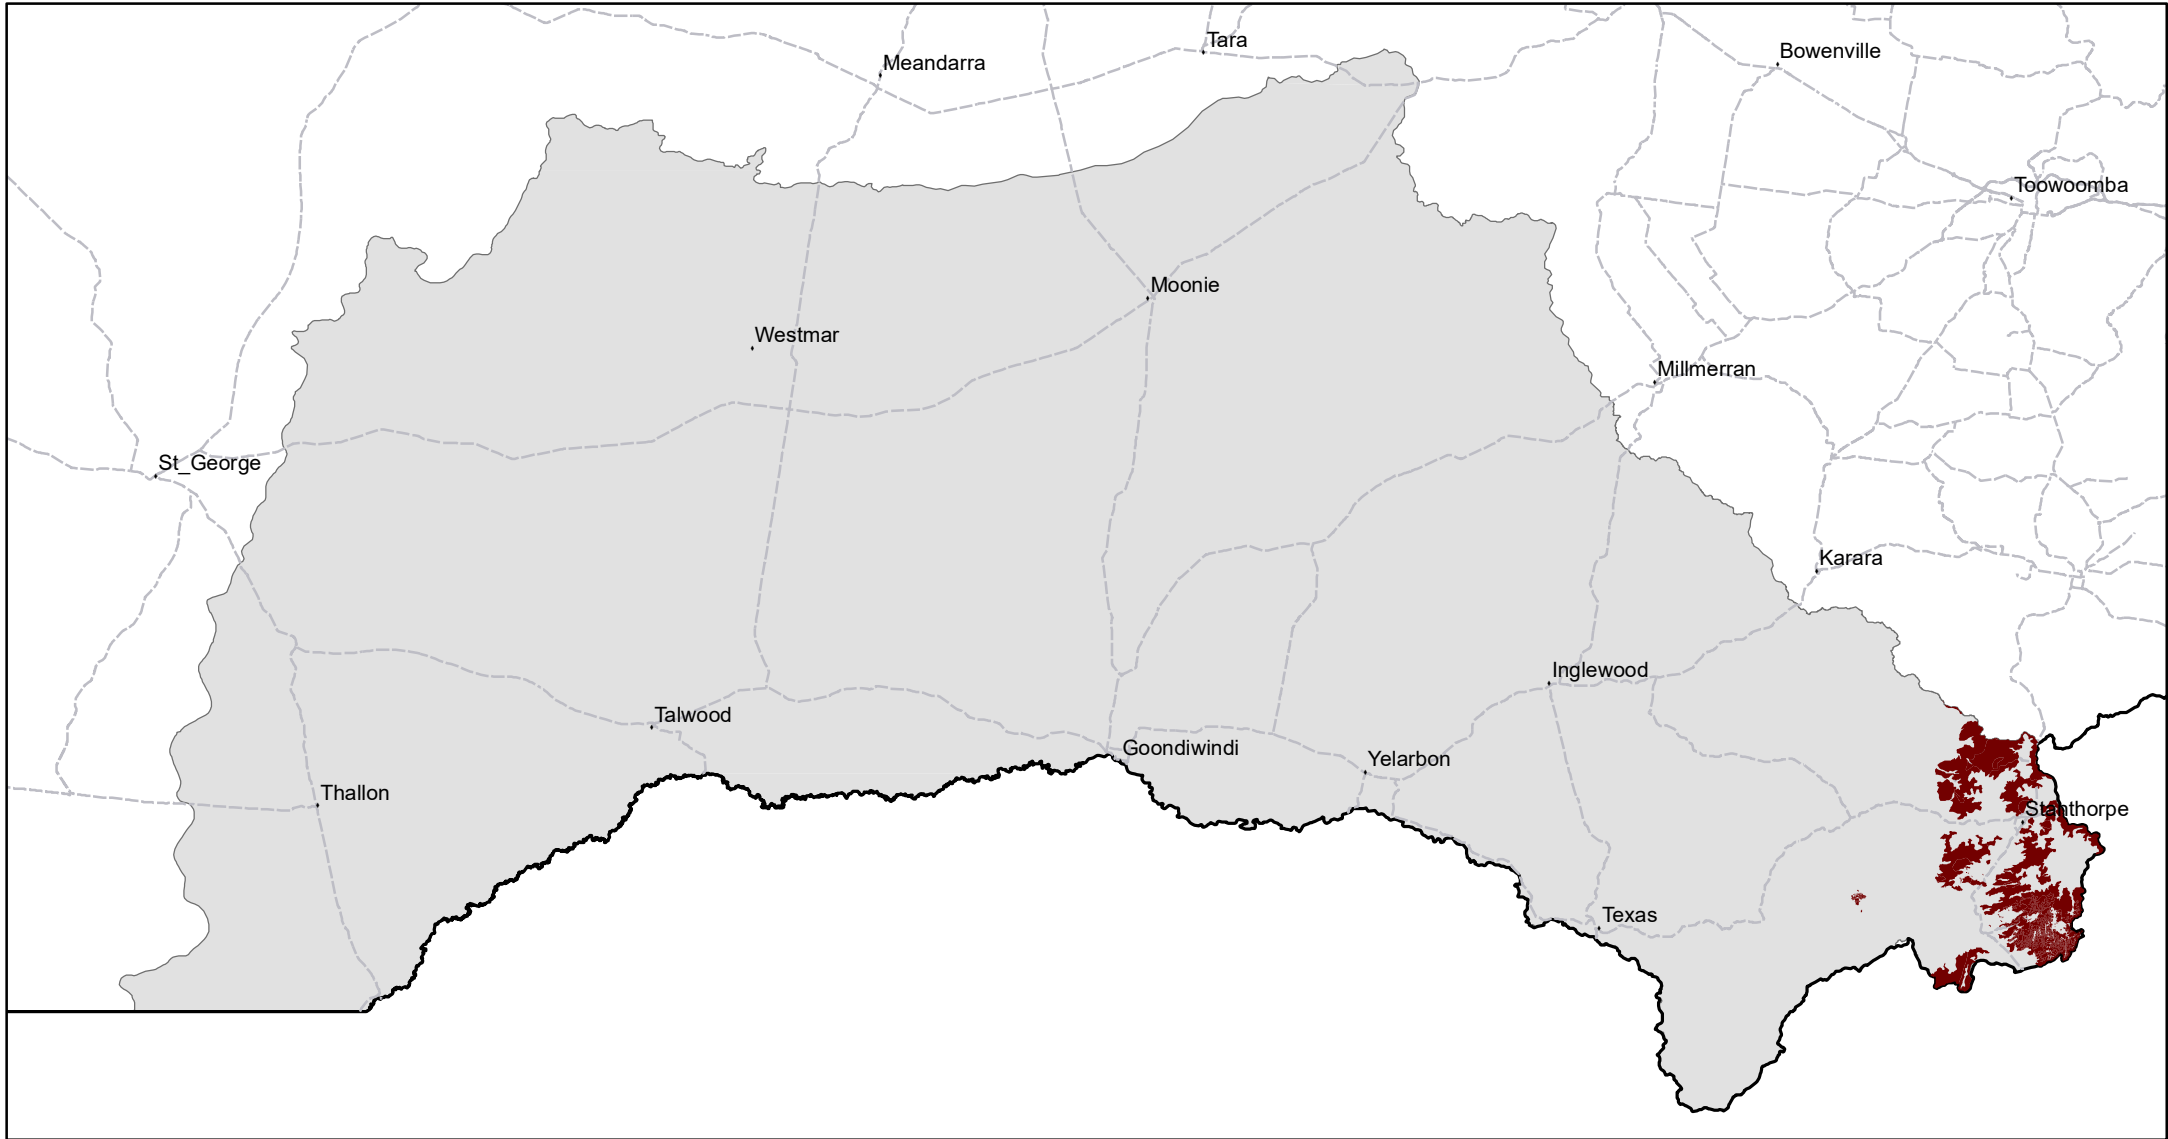 Tara
Bowenville
Meandarra
Toowoomba
Moonie
Westmar
Millmerran
St_George
Karara
Inglewood
Talwood
Goondiwindi
Yelarbon
Thallon
Stanthorpe
Texas